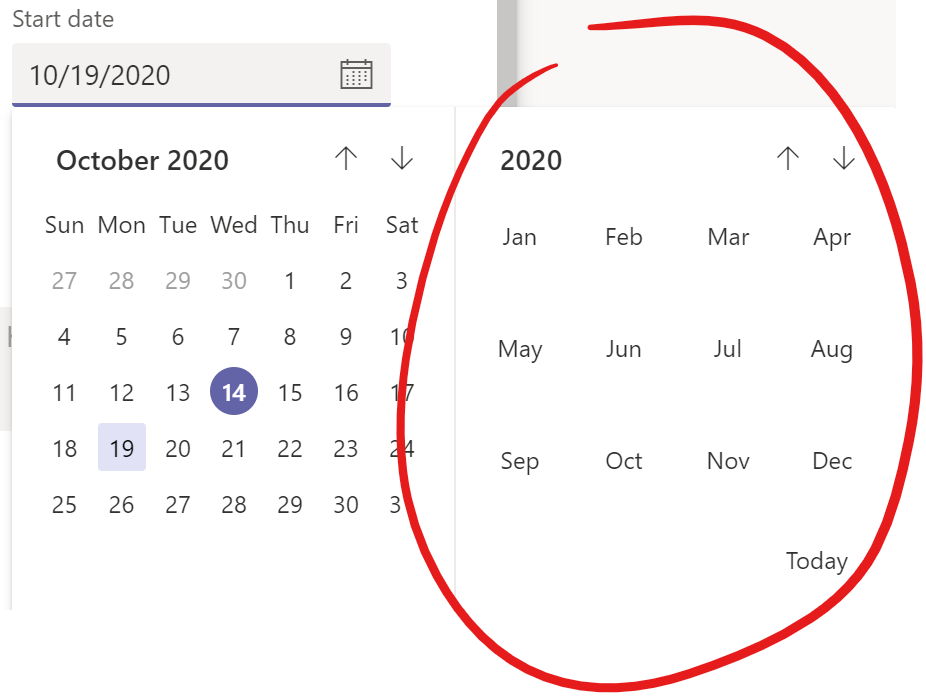 Start date
10/19/2020
October 2020
Sun Mon Tue Wed Thu Fri Sat
27 28 29 30 1 2 3
4 5 6 7 8 9 10
11 12 13 14 15 16 17
18 19 20 21 22 23 24
25 26 27 28 29 30
2020
Jan Feb Mar Apr
May Jun Jul Aug
Sep Oct Nov Dec
Today